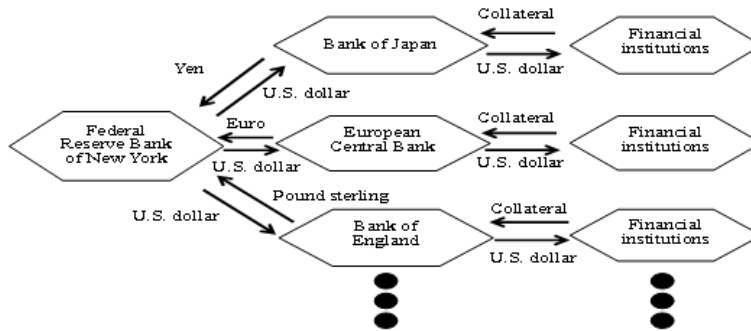 Collateral
Bank of Japan
Financial
institutions
U.S. dollar
Yen
U.S. dollar
Federal
Reserve Bank
of New York
Euro
U.S. dollar
European
Central Bank
Collateral
U.S. dollar
Financial
institutions
Pound sterling
U.S. dollar
Bank of
England
Collateral
U.S. dollar
Financial
institutions